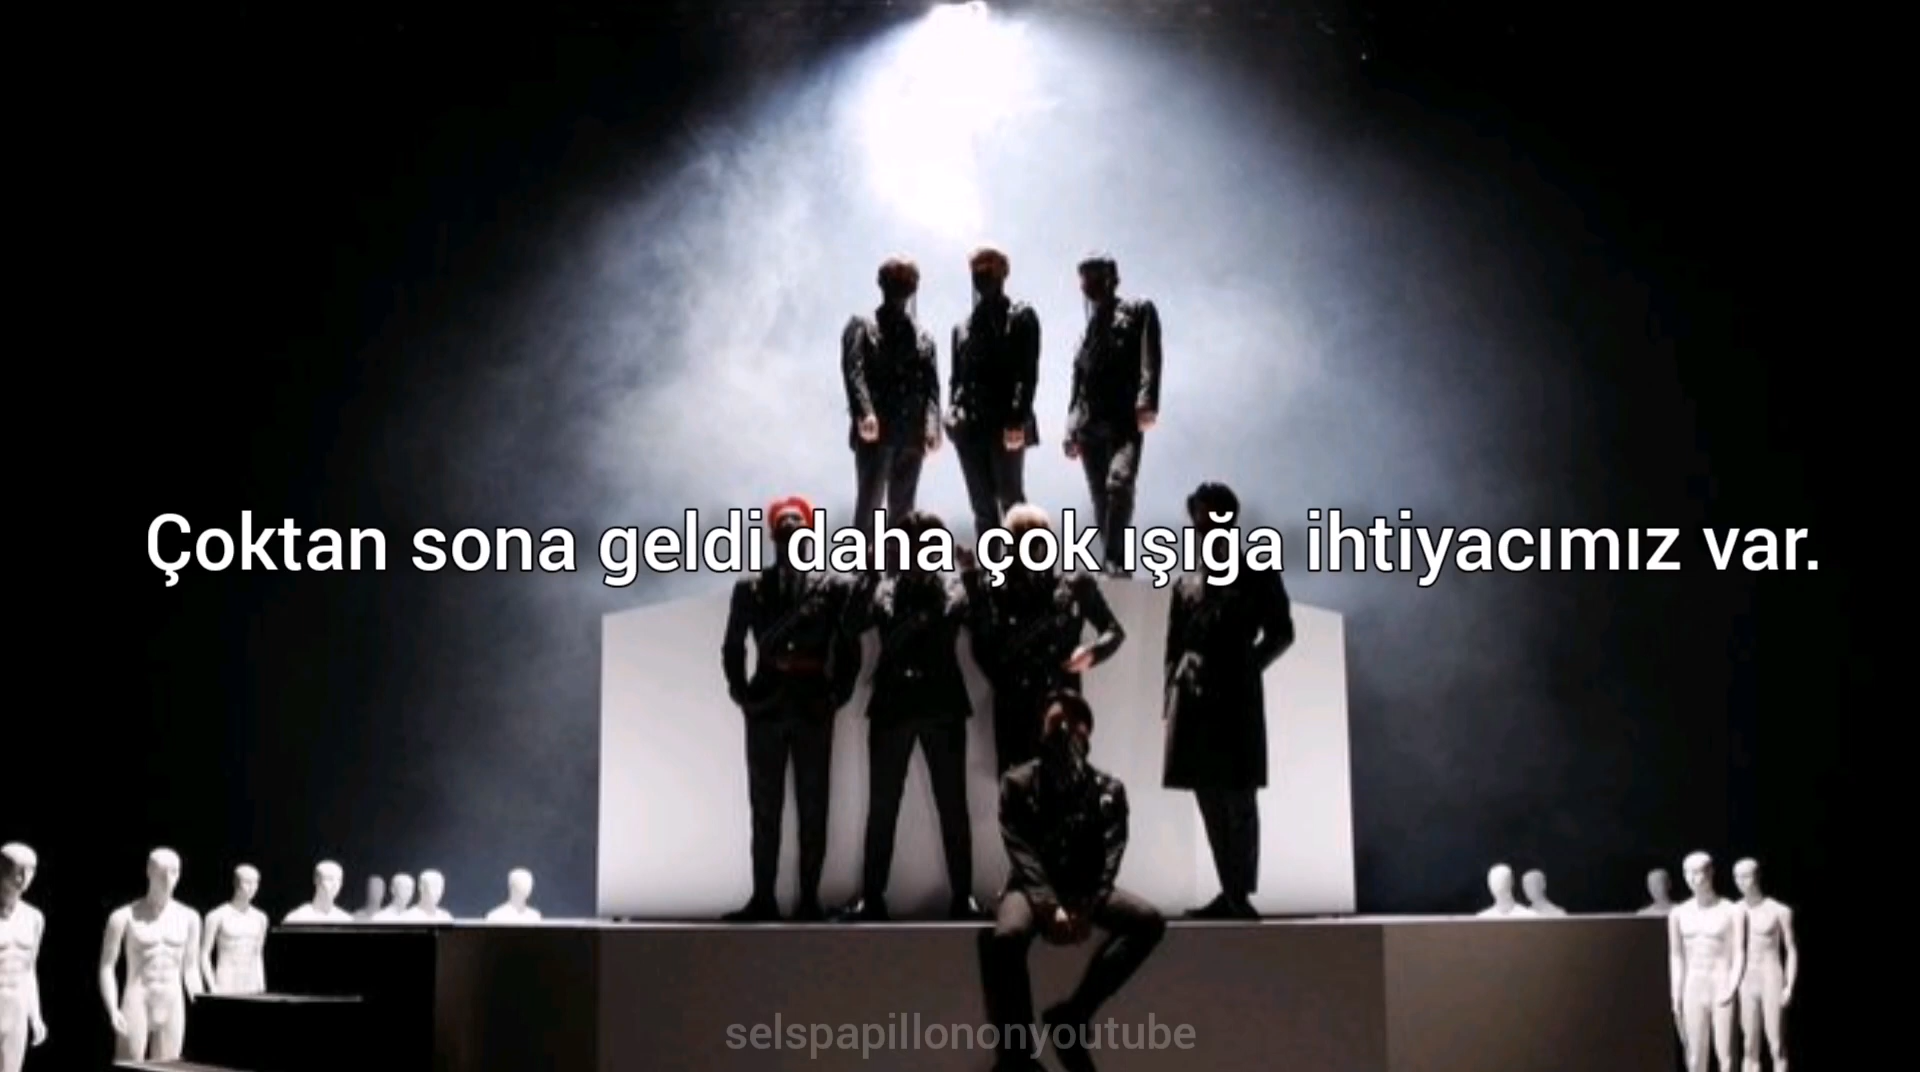 Çoktan sona geldi daha çok ışığa ihtiyacımız var.
selspapillononyoutube